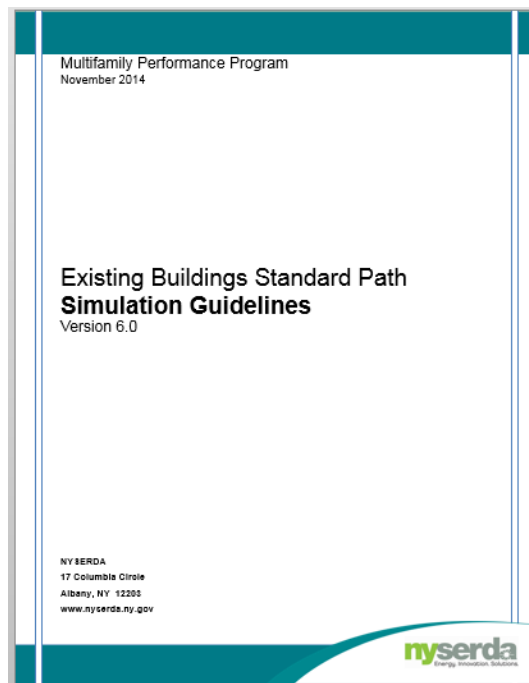 Multifamily Performance Program
November 2014
Existing Buildings Standard Path
Simulation Guidelines
Version 6.0
NYSERDA
17 Columbia Circle
Albany, NY 12203
www.nyserda.ny.gov
nyserda
Energy. Innovation. Solutions.